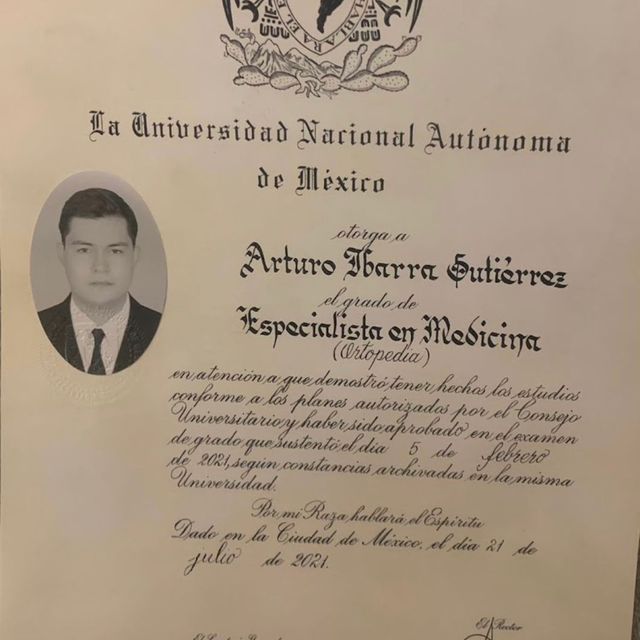 HABLARA EL E
La Universidad Nacional Autónoma
de México
otorga a
Arturo Ibarra Gutiérrez
el grado de
Especialista en Medicina
(Ortopedia)
en atención a que demostró tener hechos los estudios
conforme a los planes autorizados por el Consejo
Universitario y haber sido aprobado en el examen
de grado que sustentó el día 5 de febrero
de 2021, según constancias archivadas en la misma
Universidad.
Por mi Raza hablará el Espíritu
Dado en la Ciudad de México, el día 21 de
julio de 2021.
El Rector